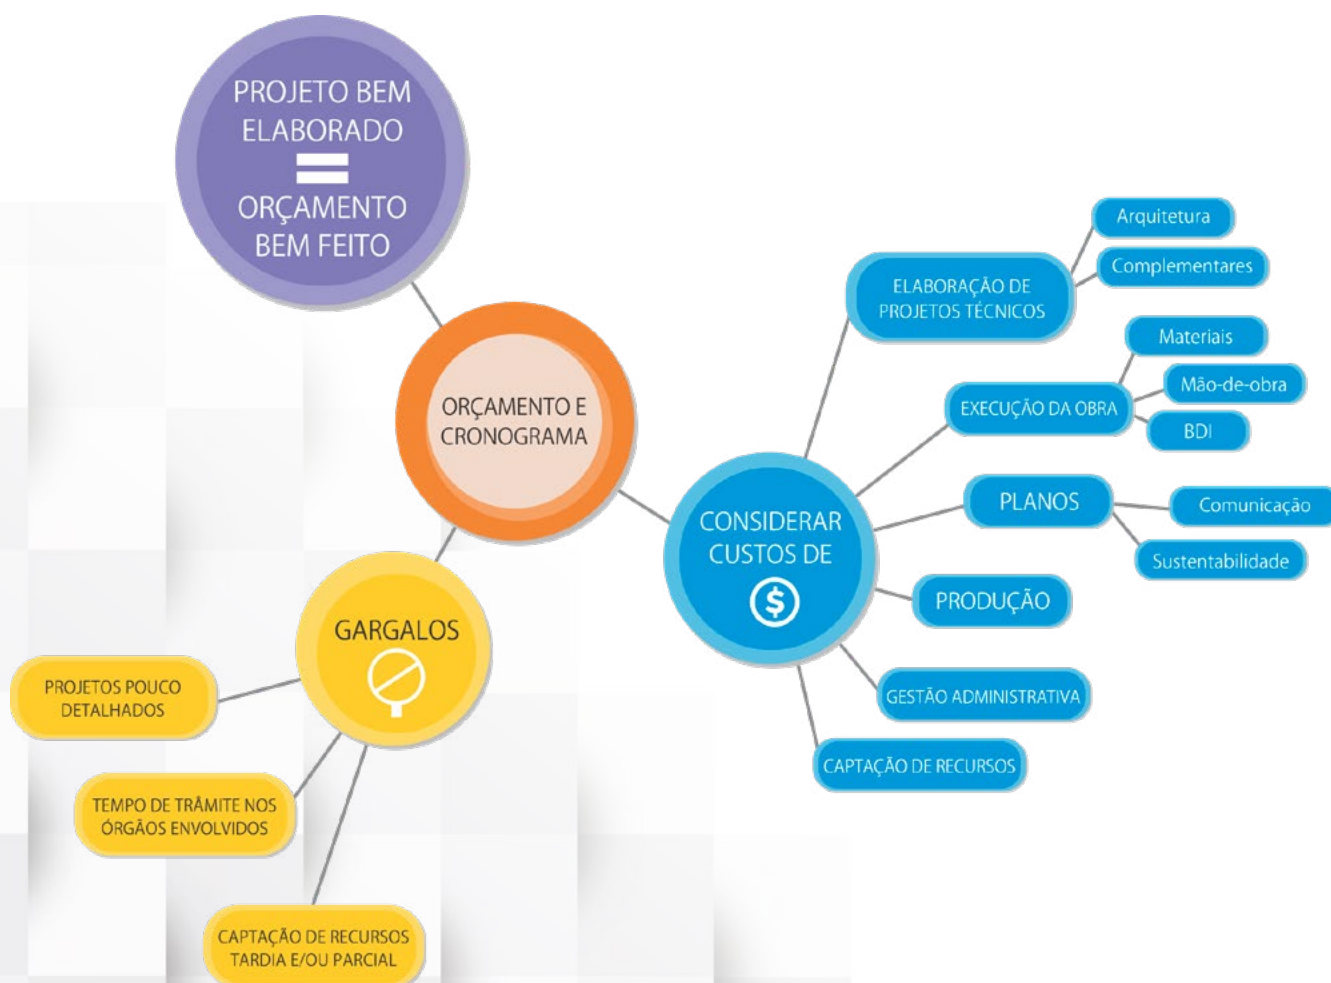 PROJETO BEM
ELABORADO
=
ORÇAMENTO
BEM FEITO
ORÇAMENTO E
CRONOGRAMA
CONSIDERAR
CUSTOS DE
$
ELABORAÇÃO DE
PROJETOS TÉCNICOS
Arquitetura
Complementares
EXECUÇÃO DA OBRA
Materiais
Mão-de-obra
BDI
PLANOS
Comunicação
Sustentabilidade
PRODUÇÃO
GESTÃO ADMINISTRATIVA
CAPTAÇÃO DE RECURSOS
GARGALOS
PROJETOS POUCO
DETALHADOS
TEMPO DE TRÂMITE NOS
ÓRGÃOS ENVOLVIDOS
CAPTAÇÃO DE RECURSOS
TARDIA E/OU PARCIAL